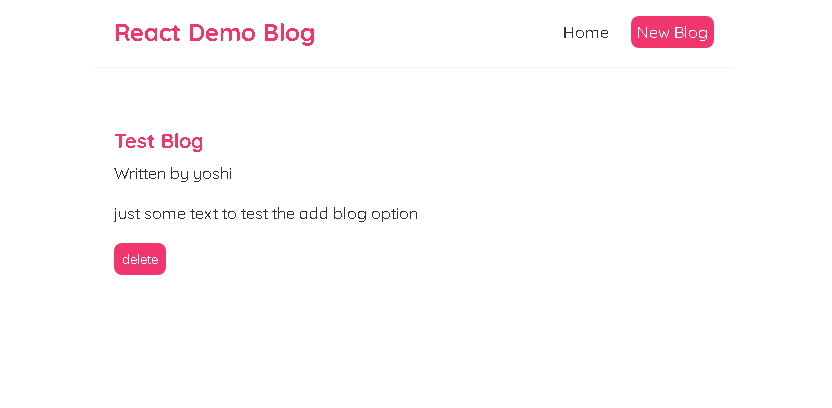 React Demo Blog
Home
New Blog
Test Blog
Written by yoshi
just some text to test the add blog option
delete